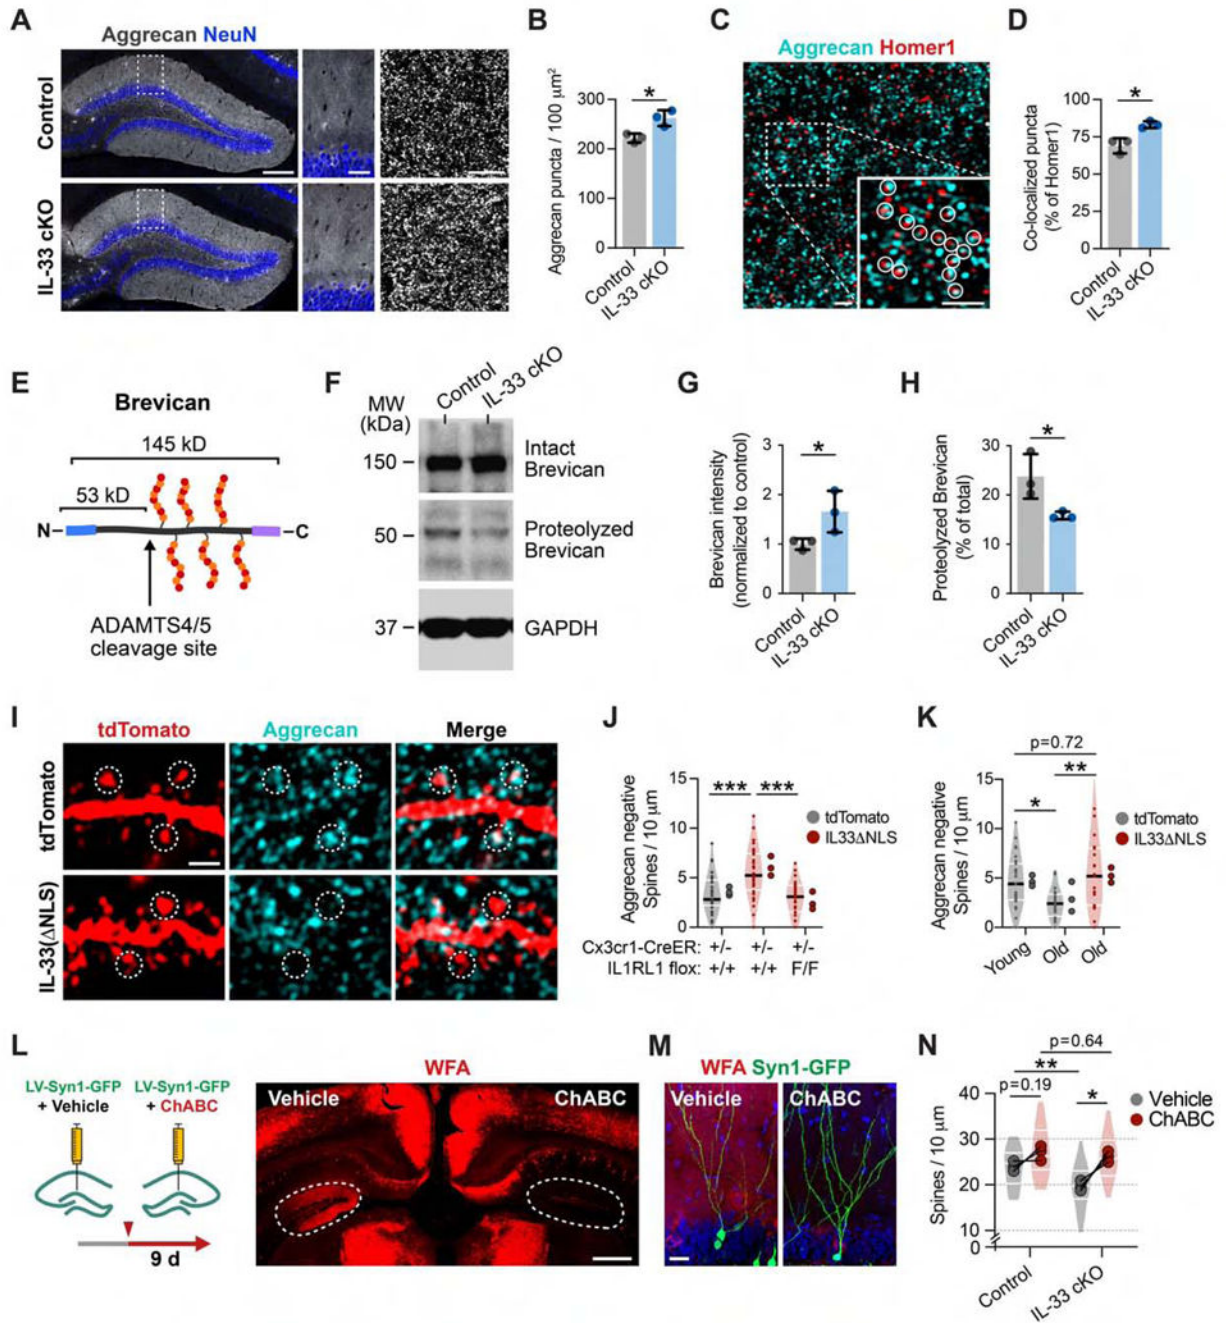 A
Aggrecan NeuN
Control
IL-33 cKO
B
Aggrecan puncta / 100 μm²
300
200
100
0
*
Control
IL-33 cKO
C
Aggrecan Homer1
D
Co-localized puncta
(% of Homer1)
100
75
50
25
0
*
Control
IL-33 cKO
E
Brevican
145 kD
53 kD
N
C
ADAMTS4/5
cleavage site
F
MW
(kDa)
Control
IL-33 cKO
150
Intact
Brevican
50
Proteolyzed
Brevican
37
GAPDH
G
Brevican intensity
(normalized to control)
3
2
1
0
*
Control
IL-33 cKO
H
Proteolyzed Brevican
(% of total)
30
20
10
0
*
Control
IL-33 cKO
I
tdTomato
Aggrecan
Merge
tdTomato
IL-33(ΔNLS)
J
Aggrecan negative
Spines / 10 μm
15
10
5
0
*** ***
tdTomato
IL33ΔNLS
Cx3cr1-CreER: +/- +/- +/-
IL1RL1 flox: +/+ +/+ F/F
K
Aggrecan negative
Spines / 10 μm
15
10
5
0
p=0.72
**
*
tdTomato
IL33ΔNLS
Young Old Old
L
LV-Syn1-GFP
+ Vehicle
LV-Syn1-GFP
+ ChABC
9 d
WFA
Vehicle
ChABC
M
WFA Syn1-GFP
Vehicle
ChABC
N
Spines / 10 μm
40
30
20
10
0
p=0.64
**
p=0.19
*
Vehicle
ChABC
Control
IL-33 cKO